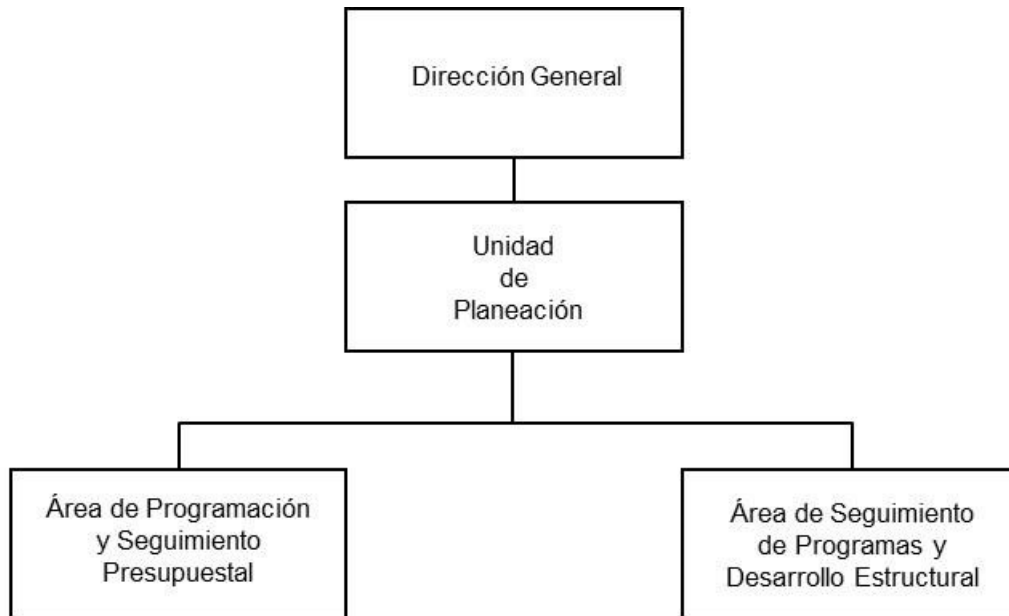 Dirección General
Unidad
de
Planeación
Área de Programación
y Seguimiento
Presupuestal
Área de Seguimiento
de Programas y
Desarrollo Estructural